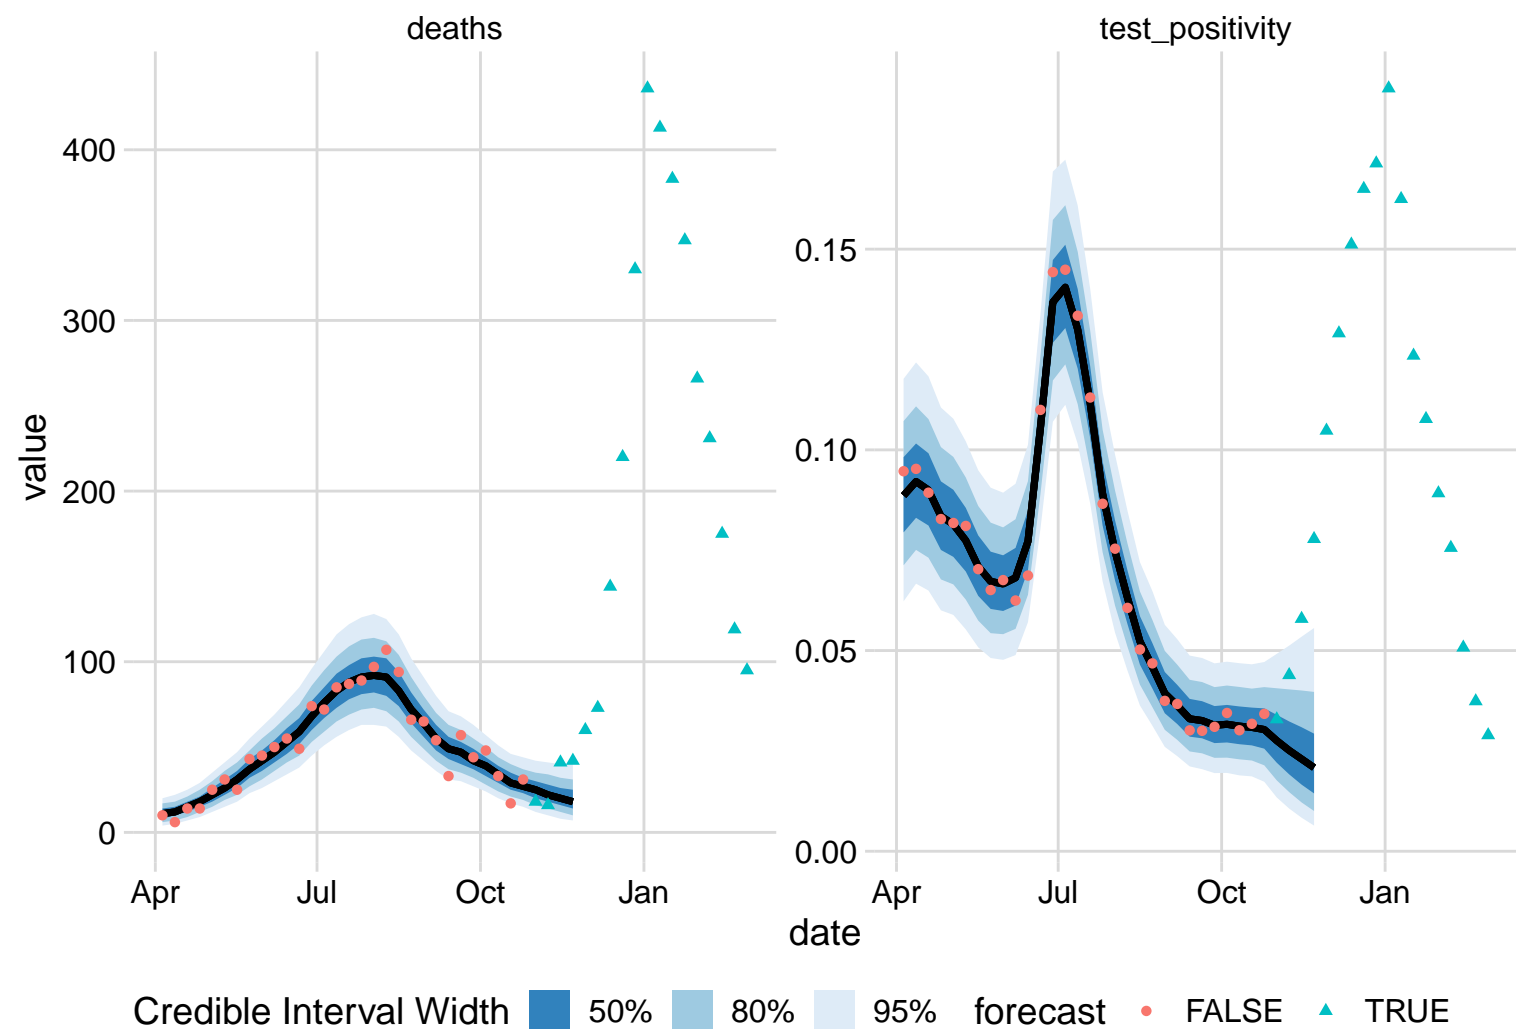 deaths
test_positivity
value
400
300
200
100
0
0.15
0.10
0.05
0.00
Apr Jul Oct Jan
Apr Jul Oct Jan
date
Credible Interval Width 50% 80% 95% forecast FALSE TRUE